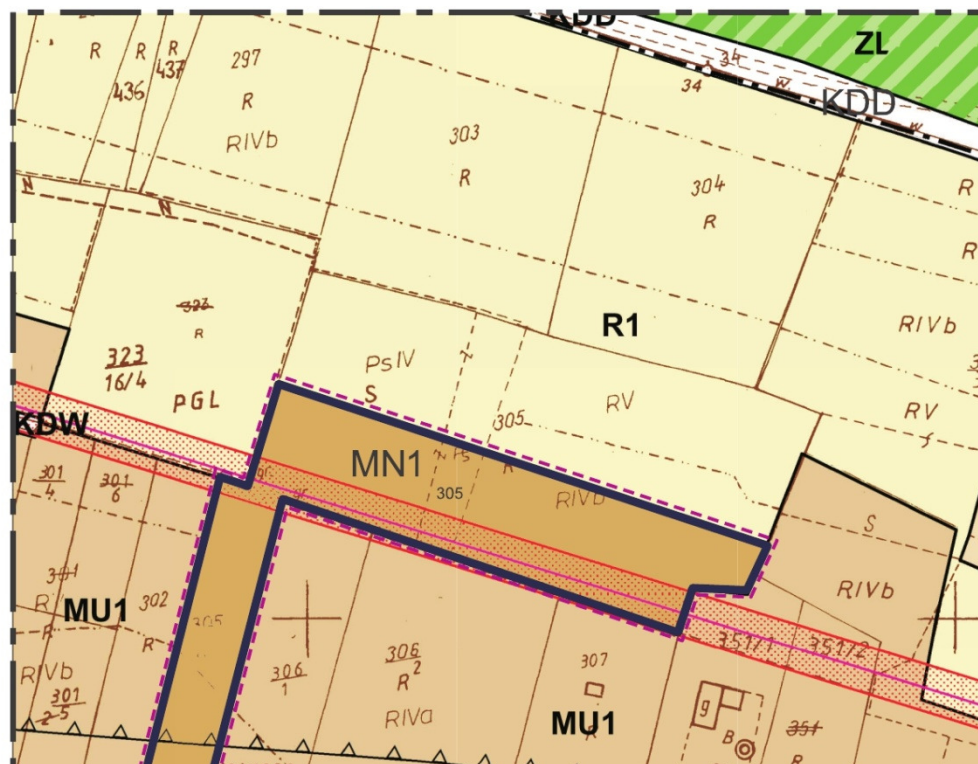 KDD
ZL
R
R
R
437
436
297
R
RIVb
303
R
34
34
w
KDD
w
304
R
R
R
N
N
323
R
323
16/4
PGL
PsIV
S
R1
RIVb
RV
RV
305
KDW
MN1
Ps
R
305
RIVb
S
RIVb
301
4
301
6
301
R
R
MU1
302
R
305
RIVb
301
2-5
306
1
306
2
R
RIVa
307
MU1
R
351/1
351/2
g
B
351
R